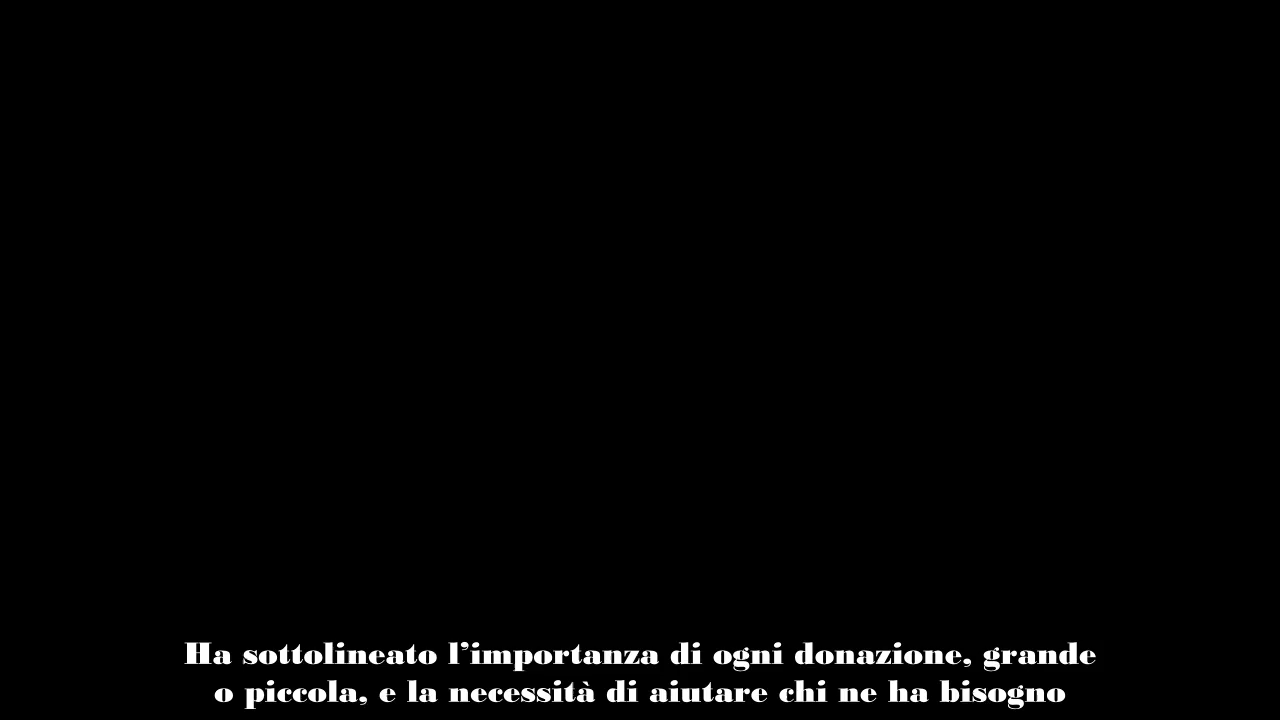 Ha sottolineato l’importanza di ogni donazione, grande
o piccola, e la necessità di aiutare chi ne ha bisogno